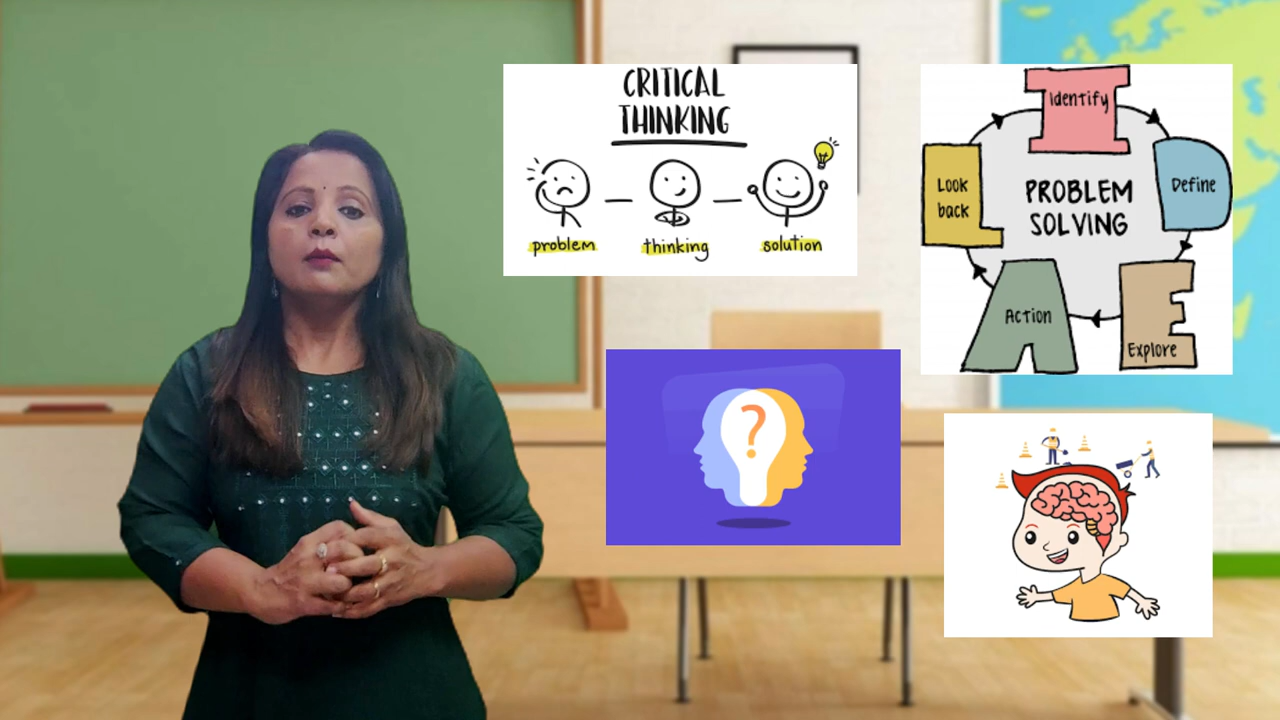 CRITICAL
THINKING
problem
thinking
solution
Identify
Define
Explore
Action
Look
back
PROBLEM
SOLVING
?